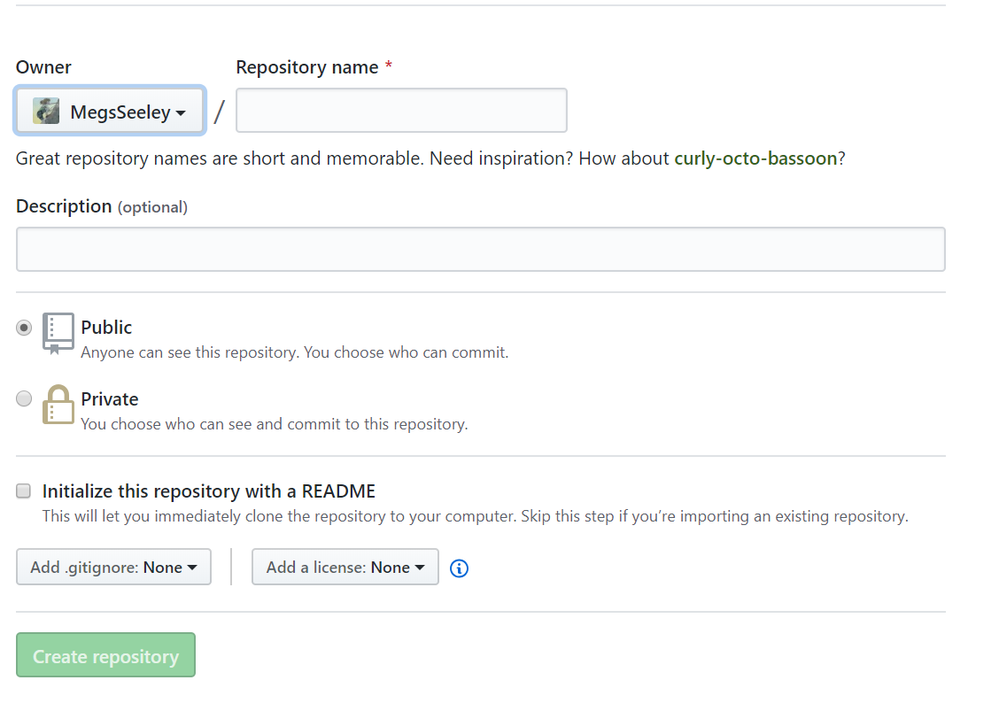 Owner Repository name *
MegsSeeley /
Great repository names are short and memorable. Need inspiration? How about curly-octo-bassoon?
Description (optional)
Public
Anyone can see this repository. You choose who can commit.
Private
You choose who can see and commit to this repository.
Initialize this repository with a README
This will let you immediately clone the repository to your computer. Skip this step if you’re importing an existing repository.
Add .gitignore: None Add a license: None
Create repository